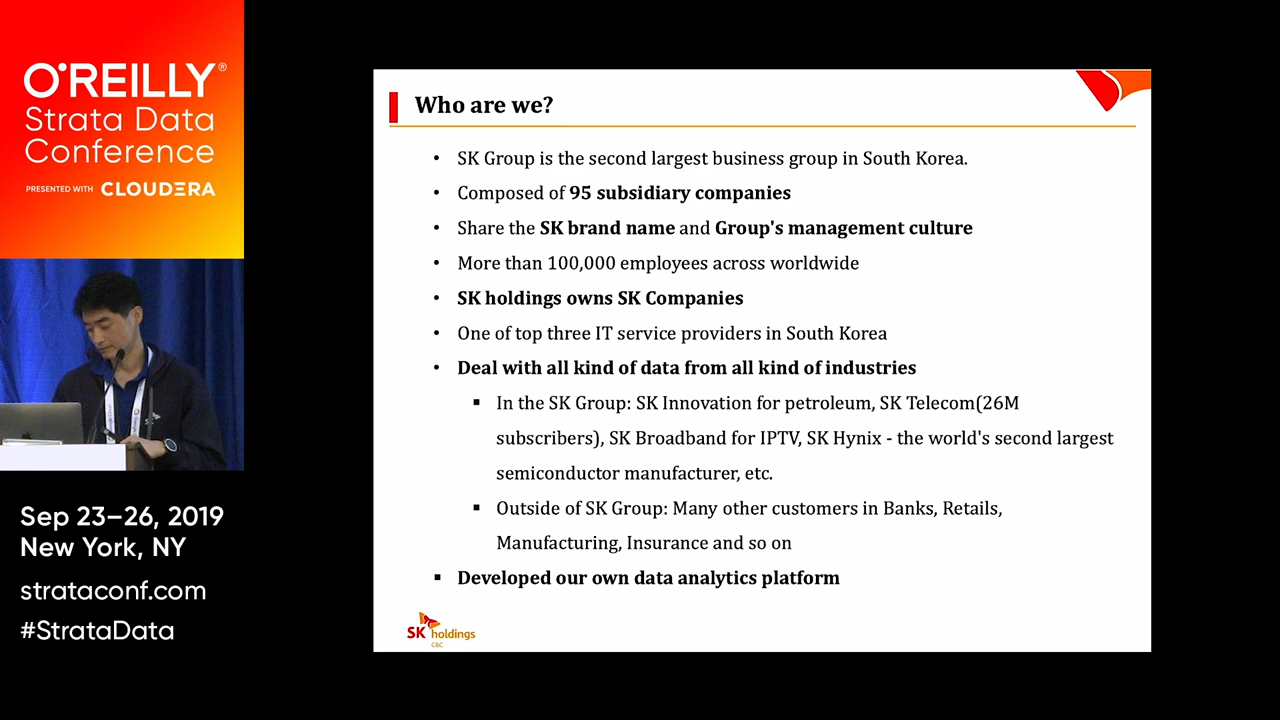 O'REILLY®
Strata Data
Conference
PRESENTED WITH CLOUDERA
Sep 23–26, 2019
New York, NY
strataconf.com
#StrataData
Who are we?
• SK Group is the second largest business group in South Korea.
• Composed of 95 subsidiary companies
• Share the SK brand name and Group's management culture
• More than 100,000 employees across worldwide
• SK holdings owns SK Companies
• One of top three IT service providers in South Korea
• Deal with all kind of data from all kind of industries
▪ In the SK Group: SK Innovation for petroleum, SK Telecom(26M
subscribers), SK Broadband for IPTV, SK Hynix - the world's second largest
semiconductor manufacturer, etc.
▪ Outside of SK Group: Many other customers in Banks, Retails,
Manufacturing, Insurance and so on
▪ Developed our own data analytics platform
SK holdings
C&C